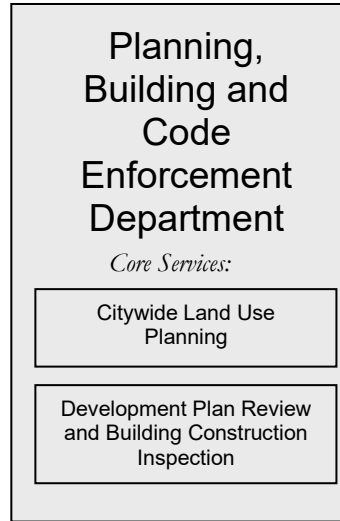 Planning,
Building and
Code
Enforcement
Department
Core Services:
Citywide Land Use
Planning
Development Plan Review
and Building Construction
Inspection